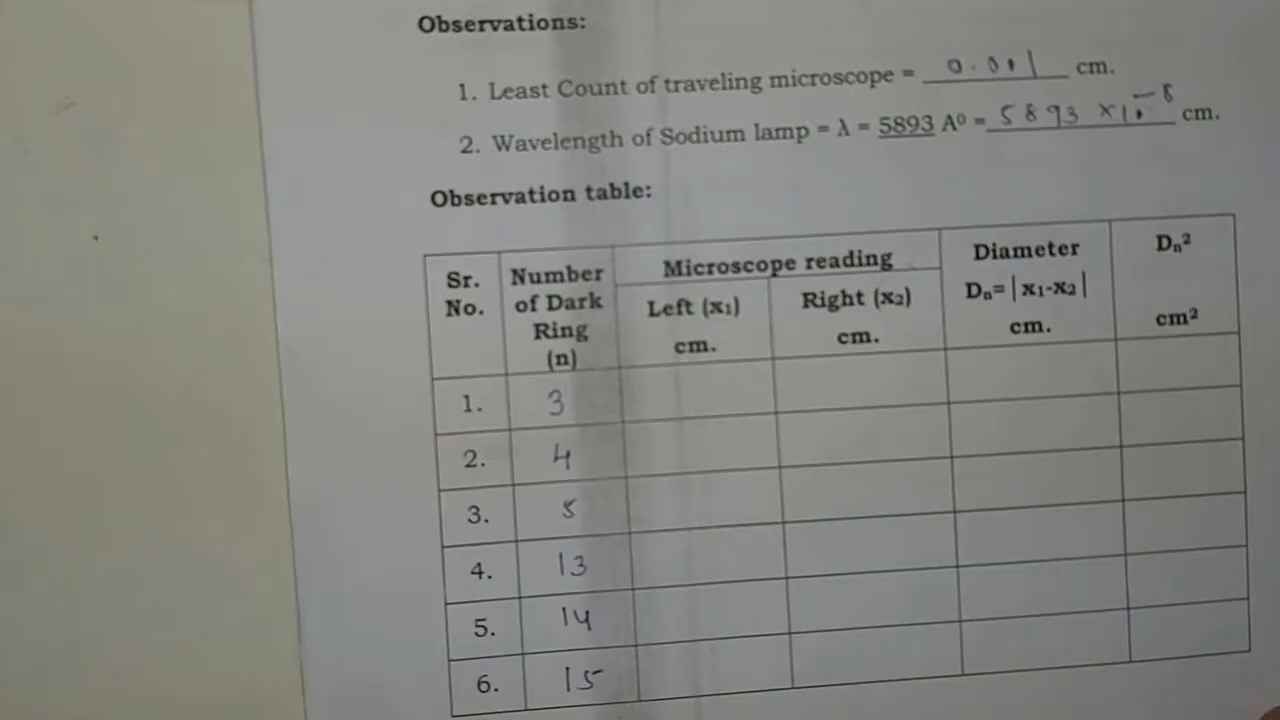 Observations:
1. Least Count of traveling microscope = 0.001 cm.
2. Wavelength of Sodium lamp = λ = 5893 A⁰ = 5893 x10⁻⁸ cm.
Observation table:
Sr. No. Number of Dark Ring (n) Microscope reading Diameter Dₙ=|x₁-x₂| cm. Dₙ² cm²
Left (x₁) cm. Right (x₂) cm.
1. 3
2. 4
3. 5
4. 13
5. 14
6. 15